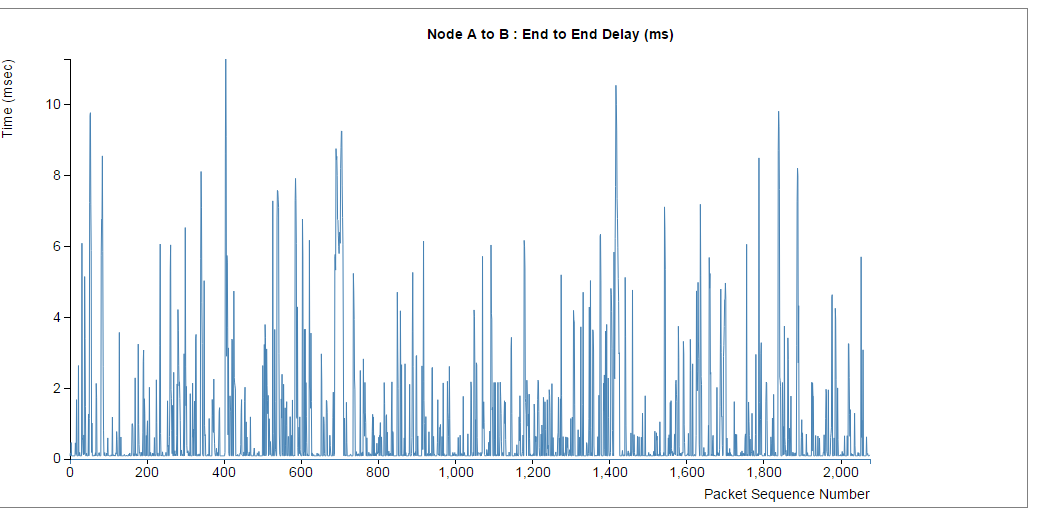 Node A to B : End to End Delay (ms)
Time (msec)
10
8
6
4
2
0
0 200 400 600 800 1,000 1,200 1,400 1,600 1,800 2,000
Packet Sequence Number